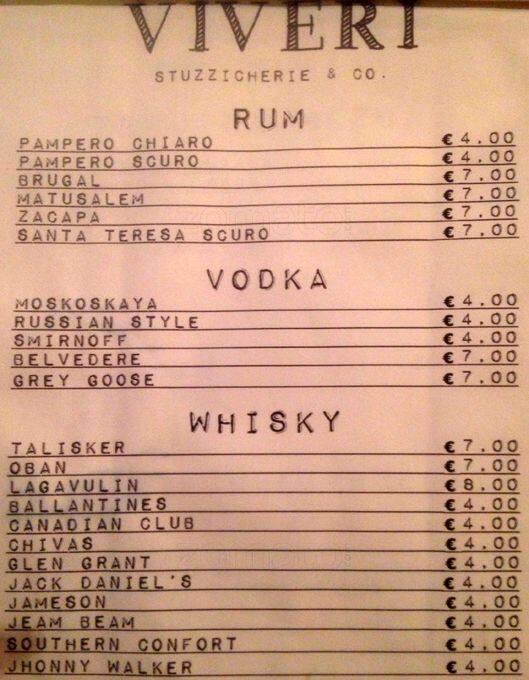 VIVERI
STUZZICHERIE & CO.
RUM
PAMPERO CHIARO € 4.00
PAMPERO SCURO € 4.00
BRUGAL € 7.00
MATUSALEM € 7.00
ZACAPA € 7.00
SANTA TERESA SCURO € 7.00
VODKA
MOSKOSKAYA € 4.00
RUSSIAN STYLE € 4.00
SMIRNOFF € 4.00
BELVEDERE € 7.00
GREY GOOSE € 7.00
WHISKY
TALISKER € 7.00
OBAN € 7.00
LAGAVULIN € 8.00
BALLANTINES € 4.00
CANADIAN CLUB € 4.00
CHIVAS € 4.00
GLEN GRANT € 4.00
JACK DANIEL'S € 4.00
JAMESON € 4.00
JEAM BEAM € 4.00
SOUTHERN CONFORT € 4.00
JHONNY WALKER € 4.00